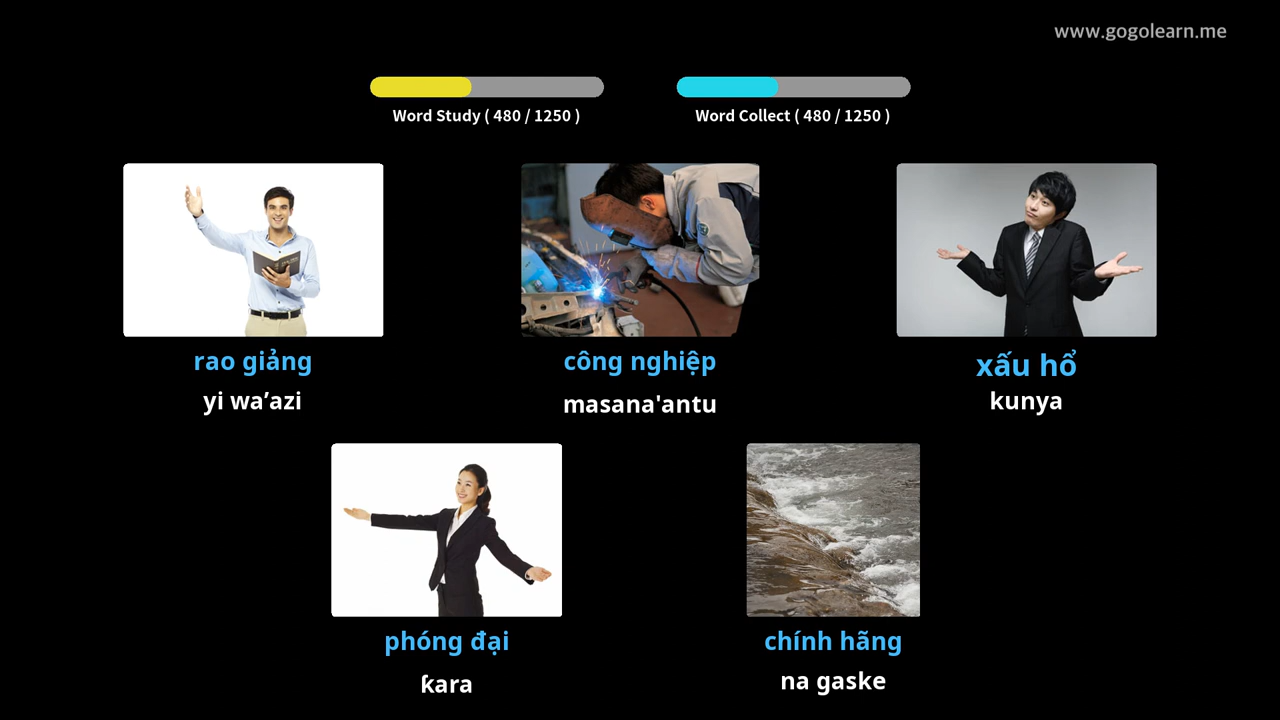 www.gogolearn.me
Word Study ( 480 / 1250 )
Word Collect ( 480 / 1250 )
rao giảng
yi wa’azi
công nghiệp
masana'antu
xấu hổ
kunya
phóng đại
ƙara
chính hãng
na gaske